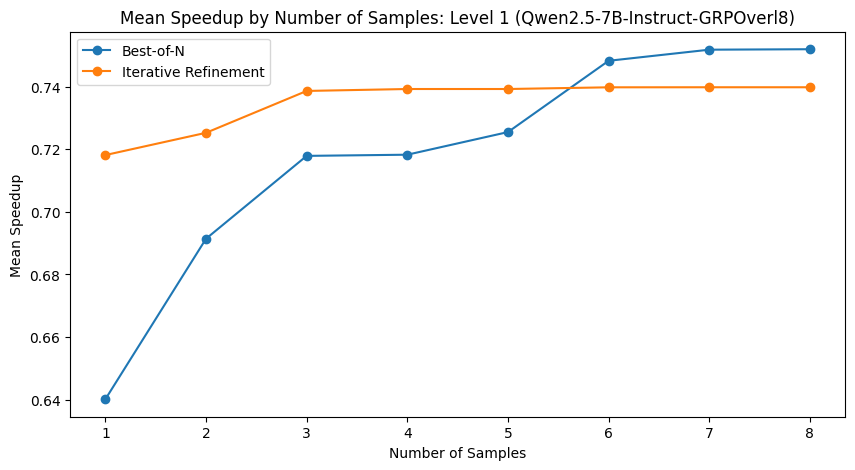 Mean Speedup by Number of Samples: Level 1 (Qwen2.5-7B-Instruct-GRPOverl8)
Best-of-N
Iterative Refinement
Mean Speedup
0.74
0.72
0.70
0.68
0.66
0.64
1 2 3 4 5 6 7 8
Number of Samples